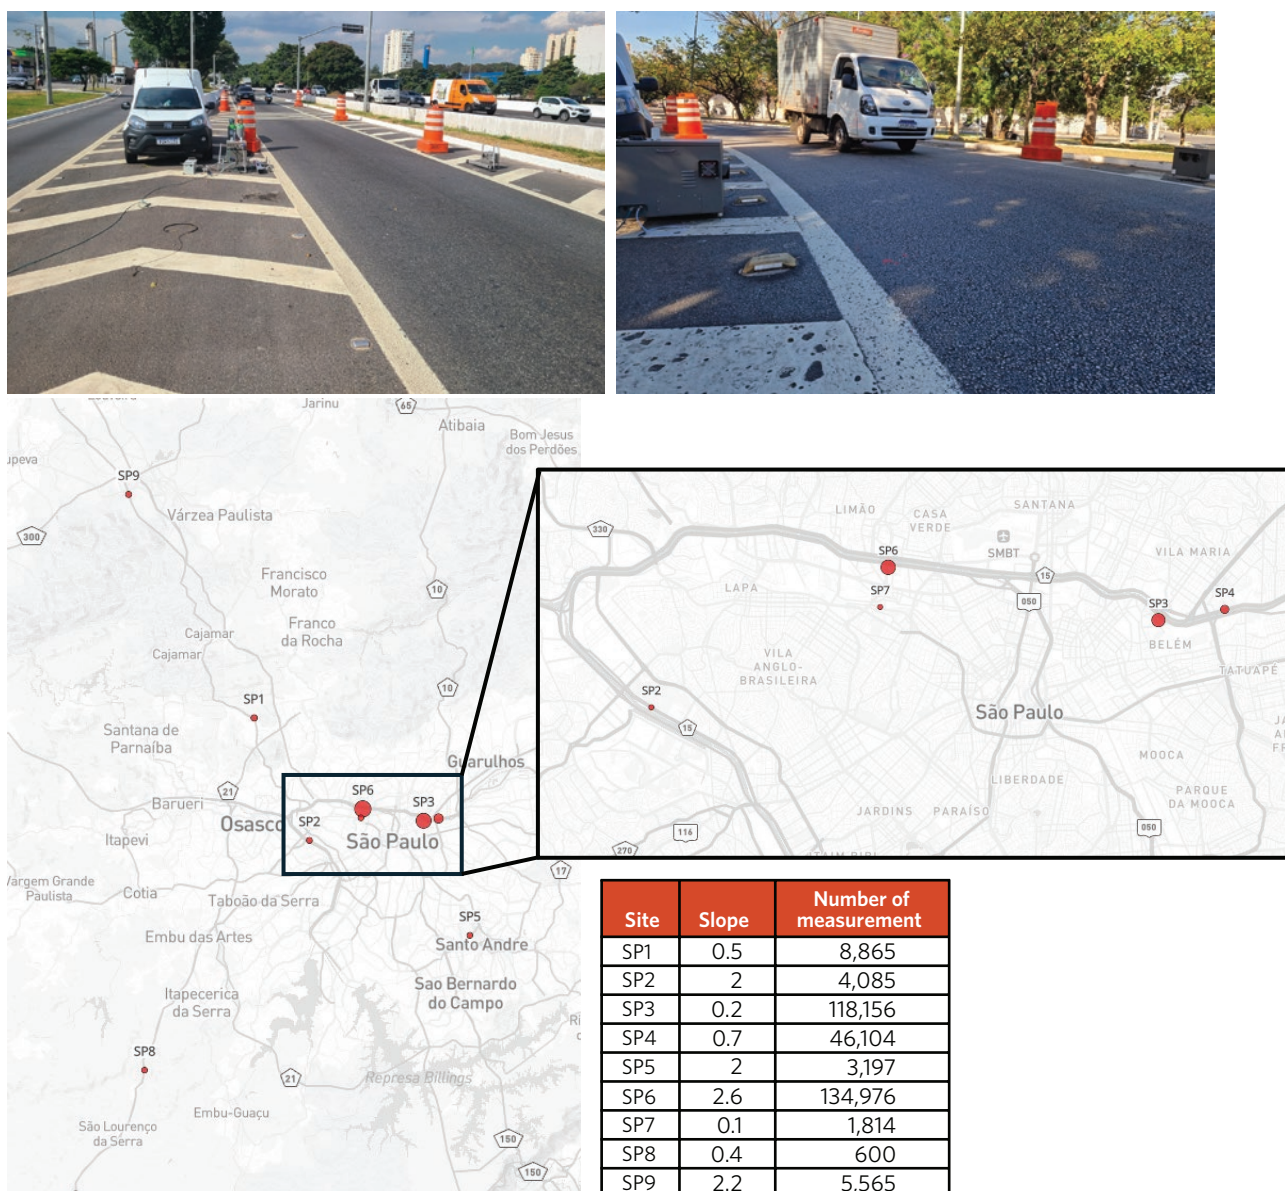 Jarinu
65
Atibaia
Bom Jesus
dos Perdões
upeva
SP9
Várzea Paulista
300
Francisco
Morato
10
Franco
da Rocha
Cajamar
Cajamar
SP1
10
Santana de
Parnaíba
Guarulhos
21
Barueri
SP6
SP3
Osasco
SP2
São Paulo
Itapevi
17
Vargem Grande
Paulista
Cotia
Taboão da Serra
SP5
Santo Andre
Embu das Artes
Sao Bernardo
do Campo
Itapecerica
da Serra
SP8
21
Represa Billings
Embu-Guaçu
São Lourenço
da Serra
150
150
LIMÃO
CASA
VERDE
SANTANA
330
SMBT
VILA MARIA
SP6
15
LAPA
SP7
050
SP3
SP4
BELÉM
VILA
ANGLO-
BRASILEIRA
TATUAPÉ
SP2
São Paulo
15
MOOCA
LIBERDADE
PARQUE
DA MOOCA
JARDINS
PARAÍSO
116
050
270
ITAIM BIBI
Site Slope Number of
measurement
SP1 0.5 8,865
SP2 2 4,085
SP3 0.2 118,156
SP4 0.7 46,104
SP5 2 3,197
SP6 2.6 134,976
SP7 0.1 1,814
SP8 0.4 600
SP9 2.2 5,565